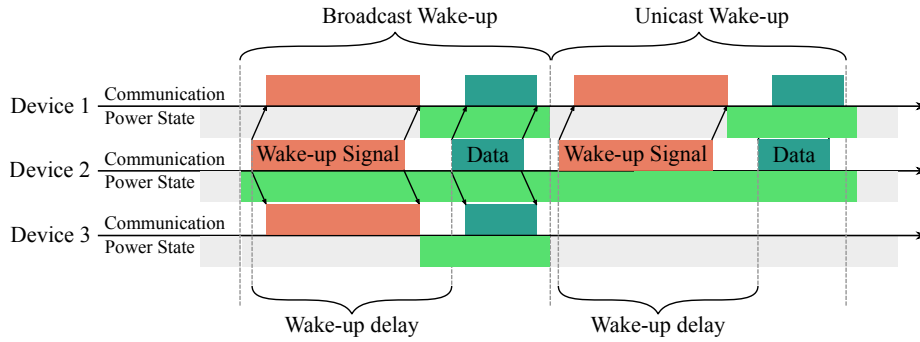 Broadcast Wake-up
Unicast Wake-up
Device 1
Communication
Power State
Device 2
Communication
Wake-up Signal
Data
Wake-up Signal
Data
Power State
Device 3
Communication
Power State
Wake-up delay
Wake-up delay